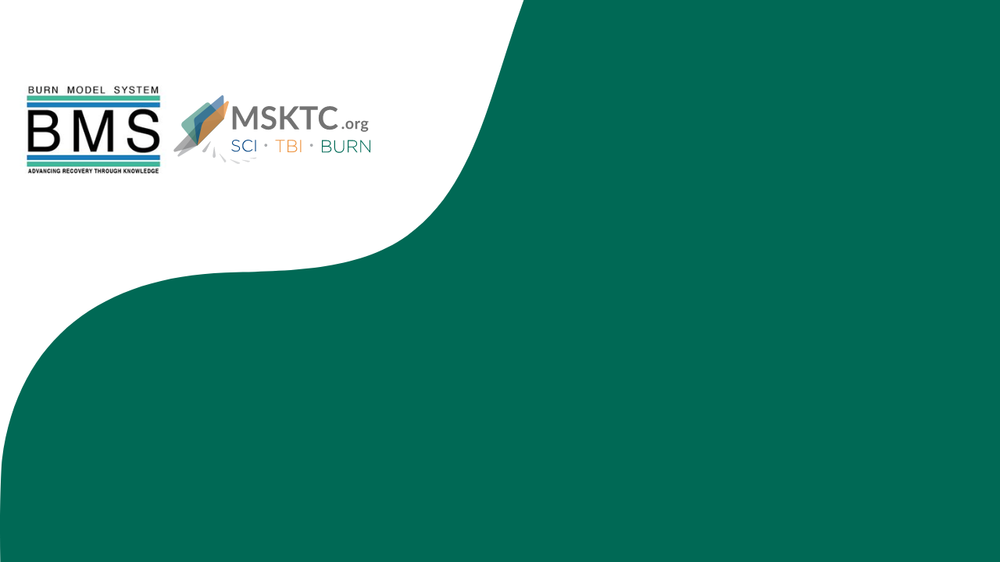 BURN MODEL SYSTEM
BMS
ADVANCING RECOVERY THROUGH KNOWLEDGE
MSKTC.org
SCI · TBI · BURN